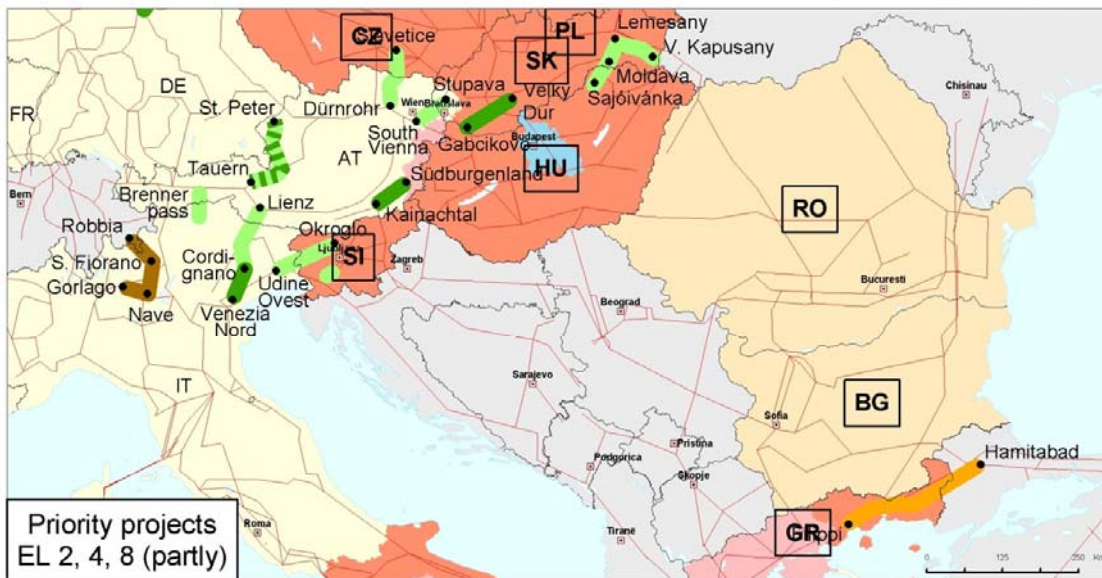 Lemesany
CZ
PL
Slavetice
V. Kapusany
SK
DE
Stupava
Moldava
FR
St. Peter
Dürnrohr
Wien
Bratislava
Velky
Dur
Sajóivánka
Chisinau
South
Vienna
Gabcikovo
Budapest
AT
HU
Tauern
Südburgenland
Bern
Brenner
pass
Lienz
Kainachtal
RO
Robbia
Okroglo
Ljubljana
SI
Zagreb
S. Fiorano
Cordi-
gnano
Udine
Ovest
Gorlago
Nave
Venezia
Nord
Bucuresti
Beograd
IT
Sarajevo
BG
Sofia
Pristina
Hamitabad
Podgorica
Skopje
Priority projects
EL 2, 4, 8 (partly)
Roma
Tiranë
GR
0
125
250